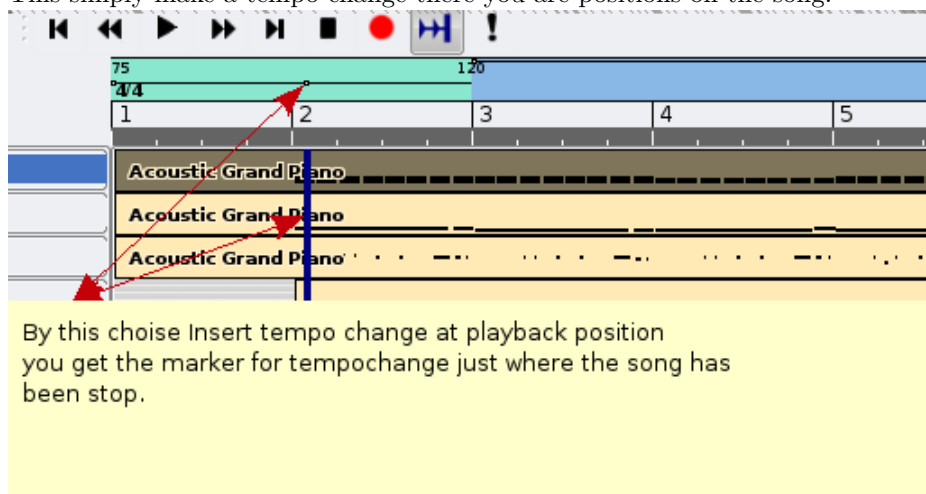 This simply make a tempo change there you are positions on the song.
!
75 120
4/4
1 2 3 4 5
Acoustic Grand Piano
Acoustic Grand Piano
Acoustic Grand Piano
By this choise Insert tempo change at playback position
you get the marker for tempochange just where the song has
been stop.